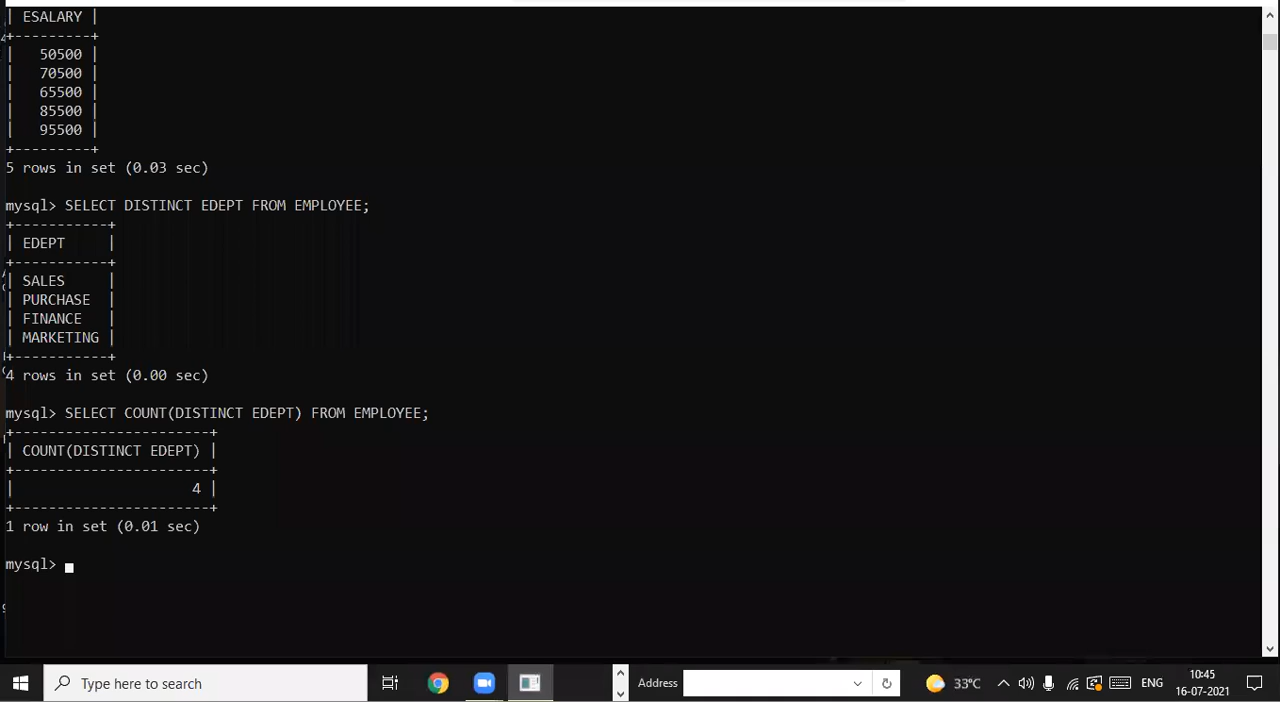 | ESALARY |
+---------+
| 50500 |
| 70500 |
| 65500 |
| 85500 |
| 95500 |
+---------+
5 rows in set (0.03 sec)
mysql> SELECT DISTINCT EDEPT FROM EMPLOYEE;
+-----------+
| EDEPT |
+-----------+
| SALES |
| PURCHASE |
| FINANCE |
| MARKETING |
+-----------+
4 rows in set (0.00 sec)
mysql> SELECT COUNT(DISTINCT EDEPT) FROM EMPLOYEE;
+-----------------------+
| COUNT(DISTINCT EDEPT) |
+-----------------------+
| 4 |
+-----------------------+
1 row in set (0.01 sec)
mysql>
Type here to search
Address
33°C
ENG
10:45
16-07-2021